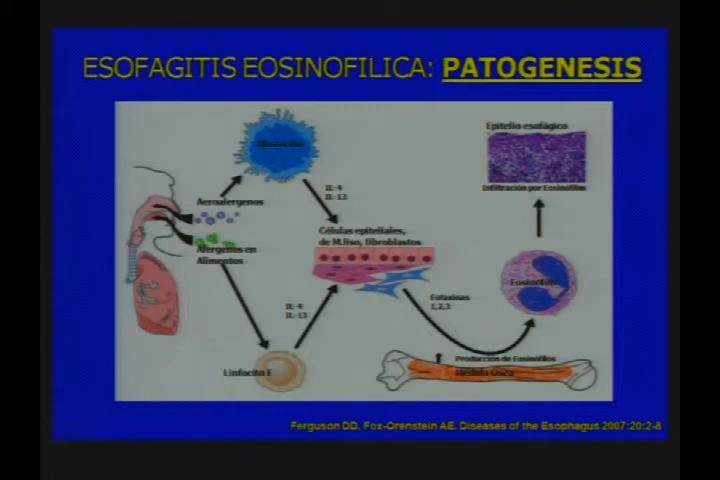 ESOFAGITIS EOSINOFILICA: PATOGENESIS
Epitelio esofágico
Infiltración por Eosinófilos
IL-4
IL-13
Aeroalergenos
Alergenos en
Alimentos
Células epiteliales,
de M.liso, fibroblastos
Eosinófilo
Eotaxinas
1,2,3
IL-4
IL-13
Linfocito T
Producción de Eosinófilos
Médula Osea
Ferguson DD. Fox-Orenstein AE. Diseases of the Esophagus 2007:20:2-8